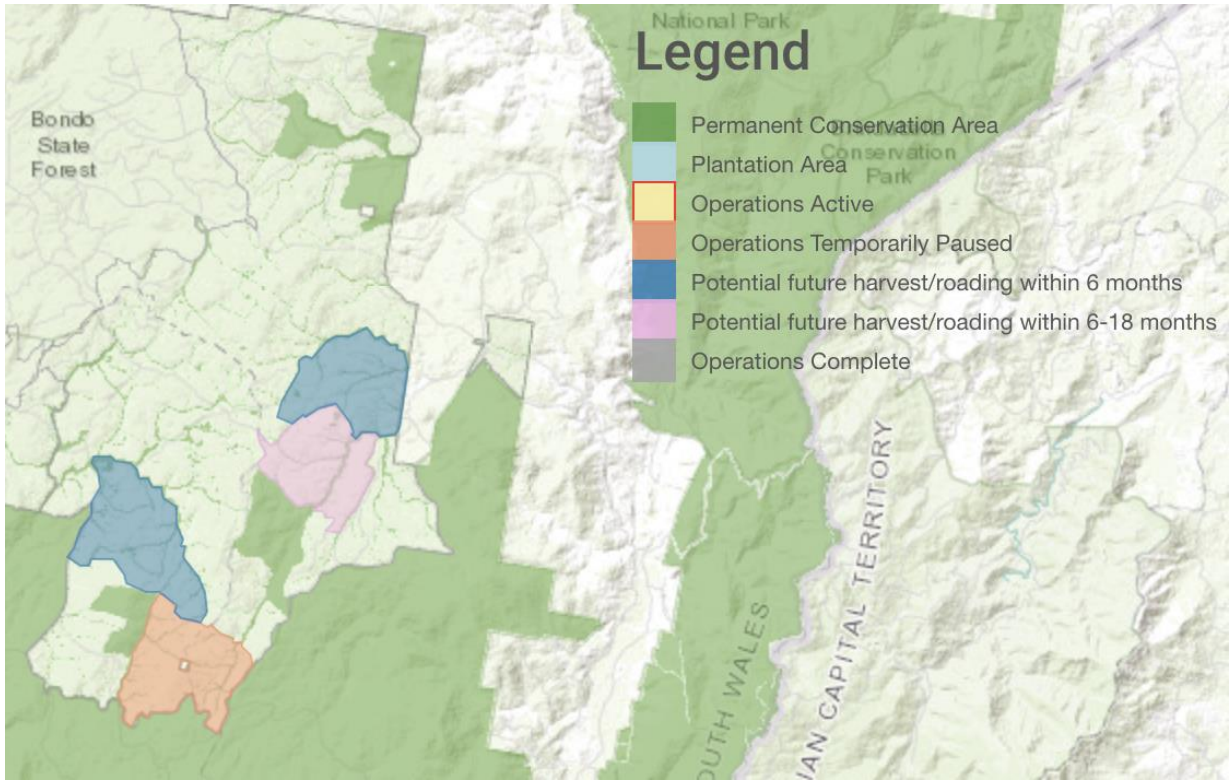 National Park
Legend
Bondo
State
Forest
Permanent Conservation Area
Conservation
Park
Plantation Area
Operations Active
Operations Temporarily Paused
Potential future harvest/roading within 6 months
Potential future harvest/roading within 6-18 months
Operations Complete
IAN CAPITAL TERRITORY
OUTH WALES